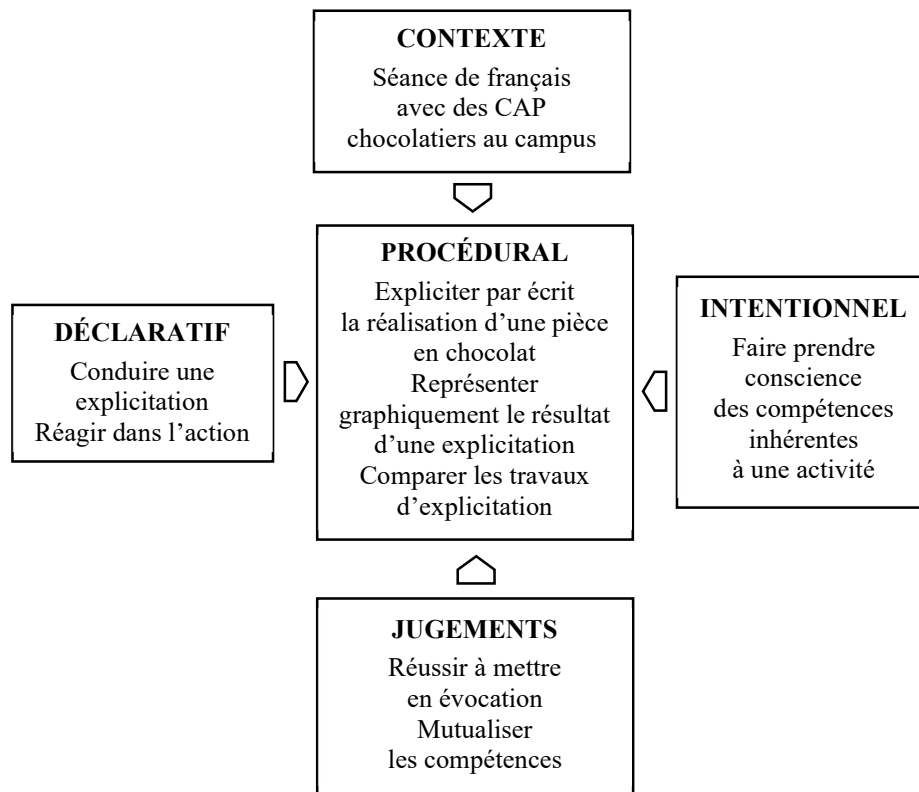 CONTEXTE
Séance de français
avec des CAP
chocolatiers au campus
PROCÉDURAL
Expliciter par écrit
la réalisation d’une pièce
en chocolat
Représenter
graphiquement le résultat
d’une explicitation
Comparer les travaux
d’explicitation
DÉCLARATIF
Conduire une
explicitation
Réagir dans l’action
INTENTIONNEL
Faire prendre
conscience
des compétences
inhérentes
à une activité
JUGEMENTS
Réussir à mettre
en évocation
Mutualiser
les compétences